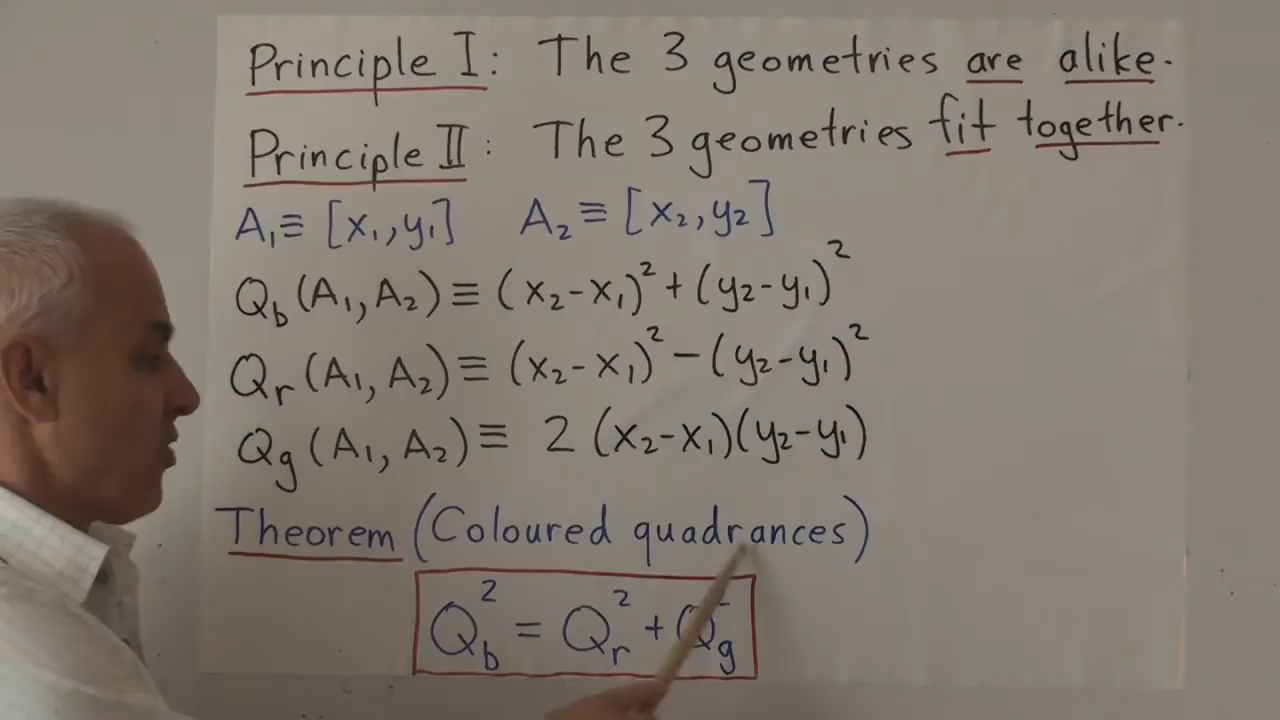 Principle I: The 3 geometries are alike.
Principle II: The 3 geometries fit together.
A₁≡ [x₁,y₁] A₂ ≡ [x₂,y₂]
Q_b(A₁,A₂) ≡ (x₂-x₁)² + (y₂-y₁)²
Q_r(A₁,A₂) ≡ (x₂-x₁)² - (y₂-y₁)²
Q_g(A₁,A₂) ≡ 2(x₂-x₁)(y₂-y₁)
Theorem (Coloured quadrances)
Q_b² = Q_r² + Q_g²